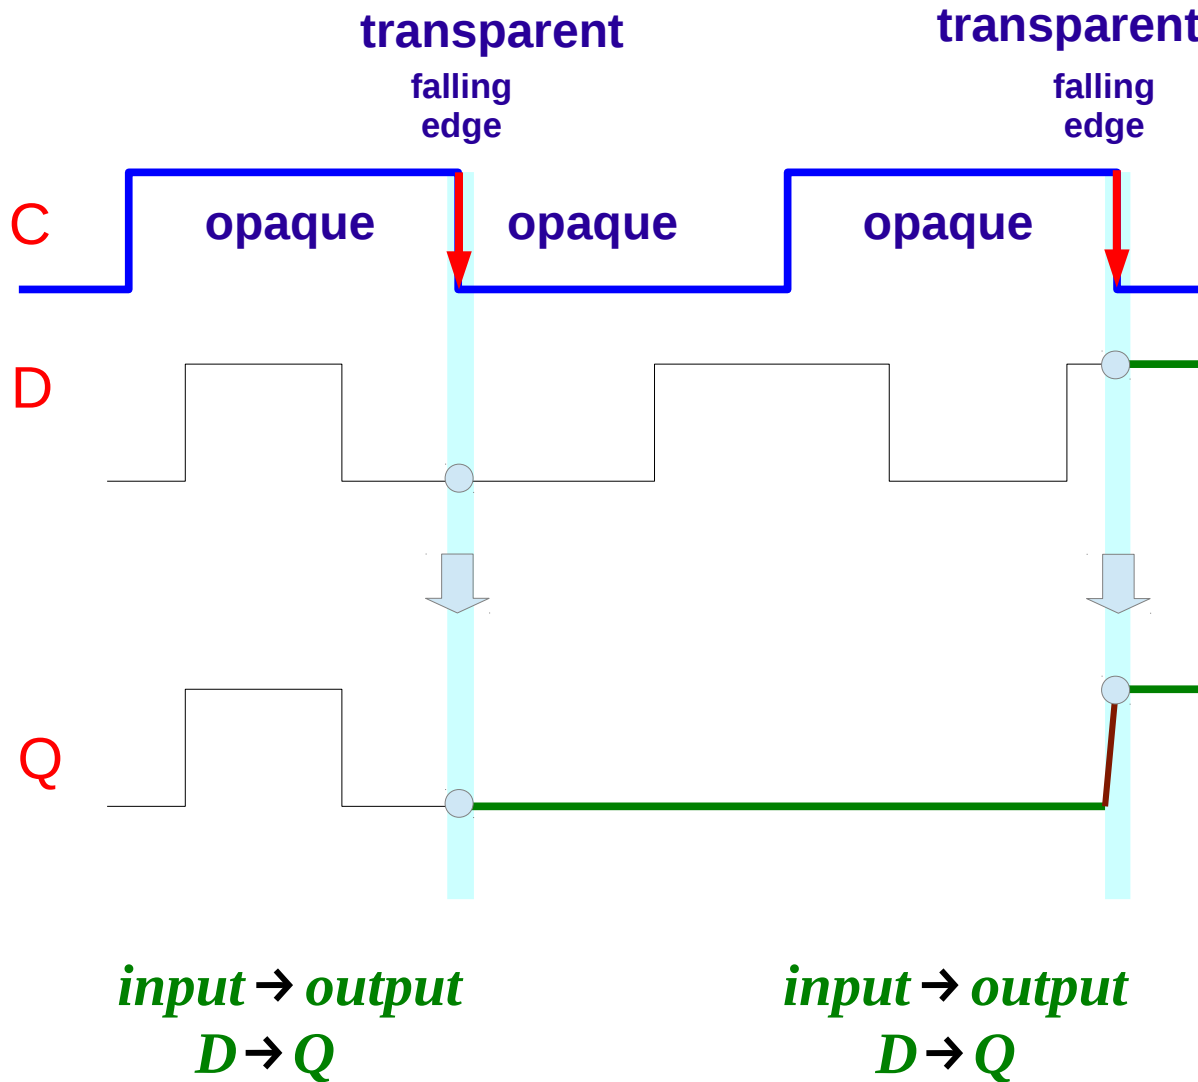 transparent
transparent
falling
edge
falling
edge
C
opaque
opaque
opaque
D
Q
input → output
input → output
D → Q
D → Q